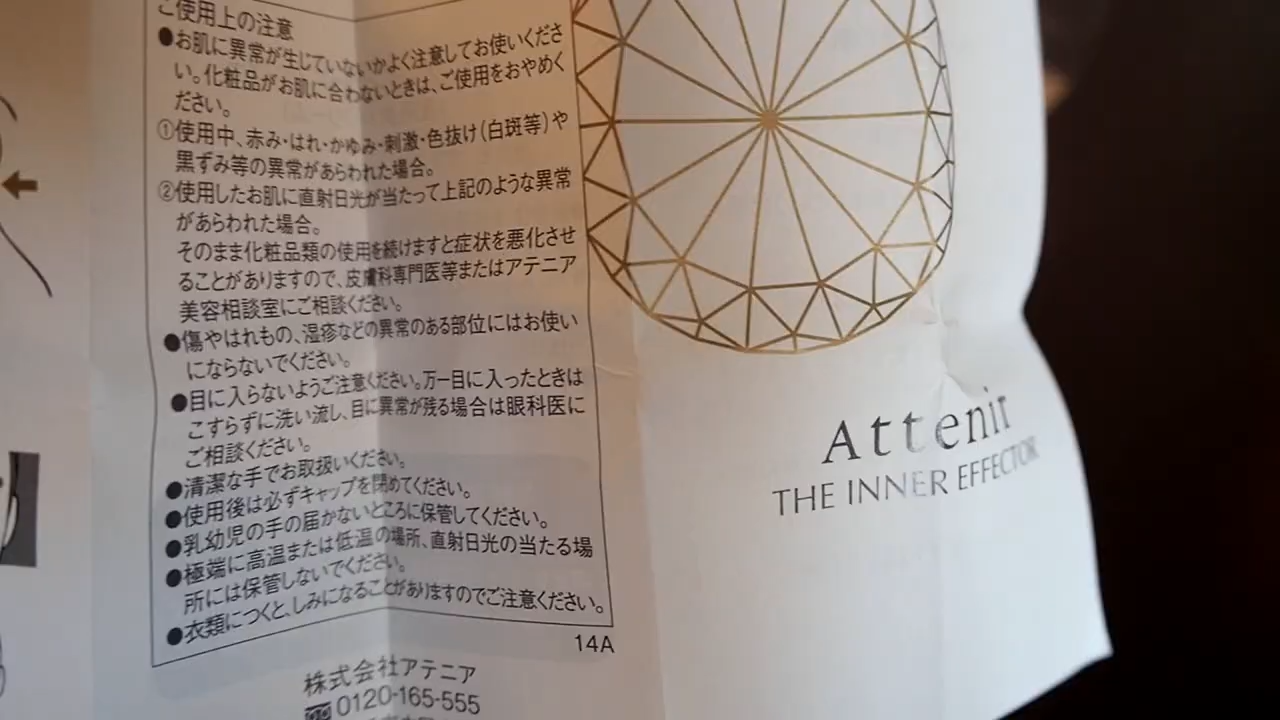 ご使用上の注意
●お肌に異常が生じていないかよく注意してお使いくださ
い。化粧品がお肌に合わないときは、ご使用をおやめく
ださい。
①使用中、赤み・はれ・かゆみ・刺激・色抜け(白斑等)や
黒ずみ等の異常があらわれた場合。
②使用したお肌に直射日光が当たって上記のような異常
があらわれた場合。
そのまま化粧品類の使用を続けますと症状を悪化させ
ることがありますので、皮膚科専門医等またはアテニア
美容相談室にご相談ください。
●傷やはれもの、湿疹などの異常のある部位にはお使い
にならないでください。
●目に入らないようご注意ください。万一目に入ったときは
こすらずに洗い流し、目に異常が残る場合は眼科医に
ご相談ください。
●清潔な手でお取扱いください。
●使用後は必ずキャップを閉めてください。
●乳幼児の手の届かないところに保管してください。
●極端に高温または低温の場所、直射日光の当たる場
所には保管しないでください。
●衣類につくと、しみになることがありますのでご注意ください。
14A
株式会社アテニア
0120-165-555
Attenir
THE INNER EFFECTOR